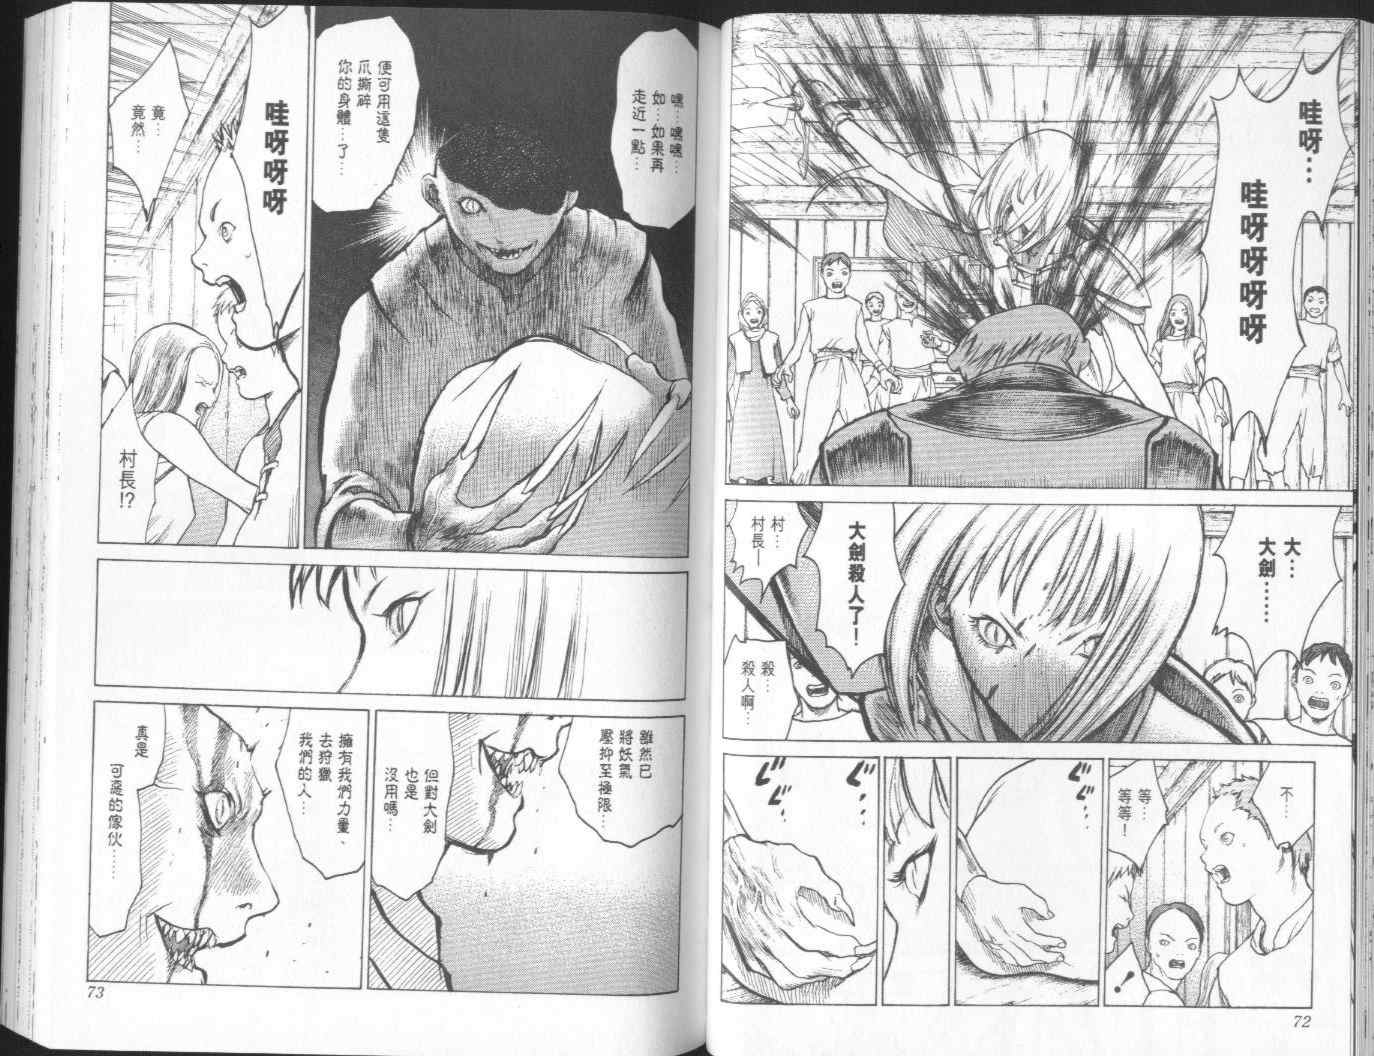 哇呀…
哇呀呀呀呀
大…
大劍……
大劍殺人了！
村…
村長—
殺…
殺人啊…
不…
等…
等等！
ビ
ビ…
ビ
ビ…
72
嘿…嘿嘿…
如…如果再
走近一點…
便可用這隻
爪撕碎
你的身體…了…
哇呀呀呀
竟…
竟然…
村長!?
雖然已
將妖氣
壓抑至極限…
但對大劍
也是
沒用嗎…
擁有我們力量、
去狩獵
我們的人…
真是
可惡的傢伙……
73